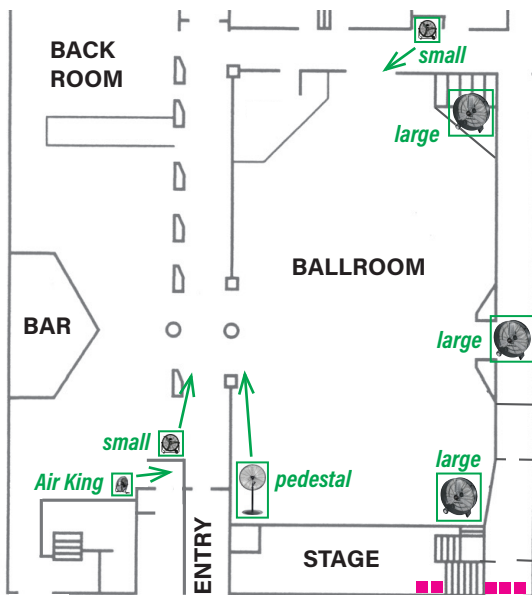 BACK
ROOM
small
large
BALLROOM
BAR
large
small
Air King
pedestal
large
ENTRY
STAGE